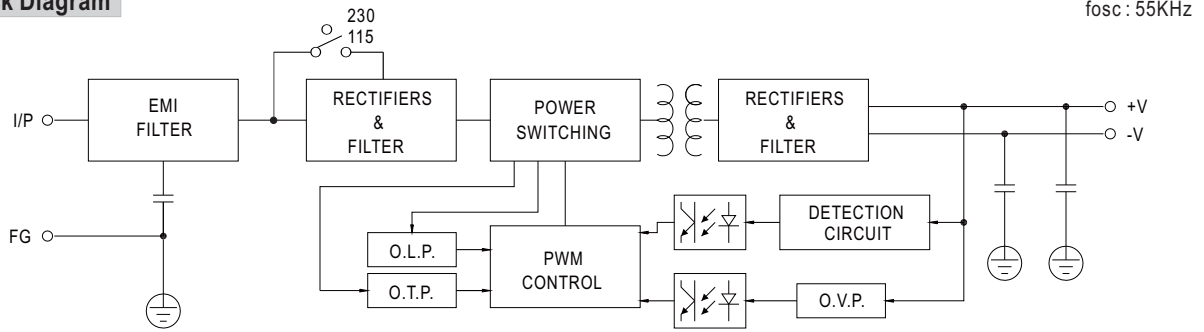 k Diagram
fosc : 55KHz
230
115
I/P
EMI
FILTER
RECTIFIERS
&
FILTER
POWER
SWITCHING
RECTIFIERS
&
FILTER
+V
-V
FG
O.L.P.
O.T.P.
PWM
CONTROL
DETECTION
CIRCUIT
O.V.P.